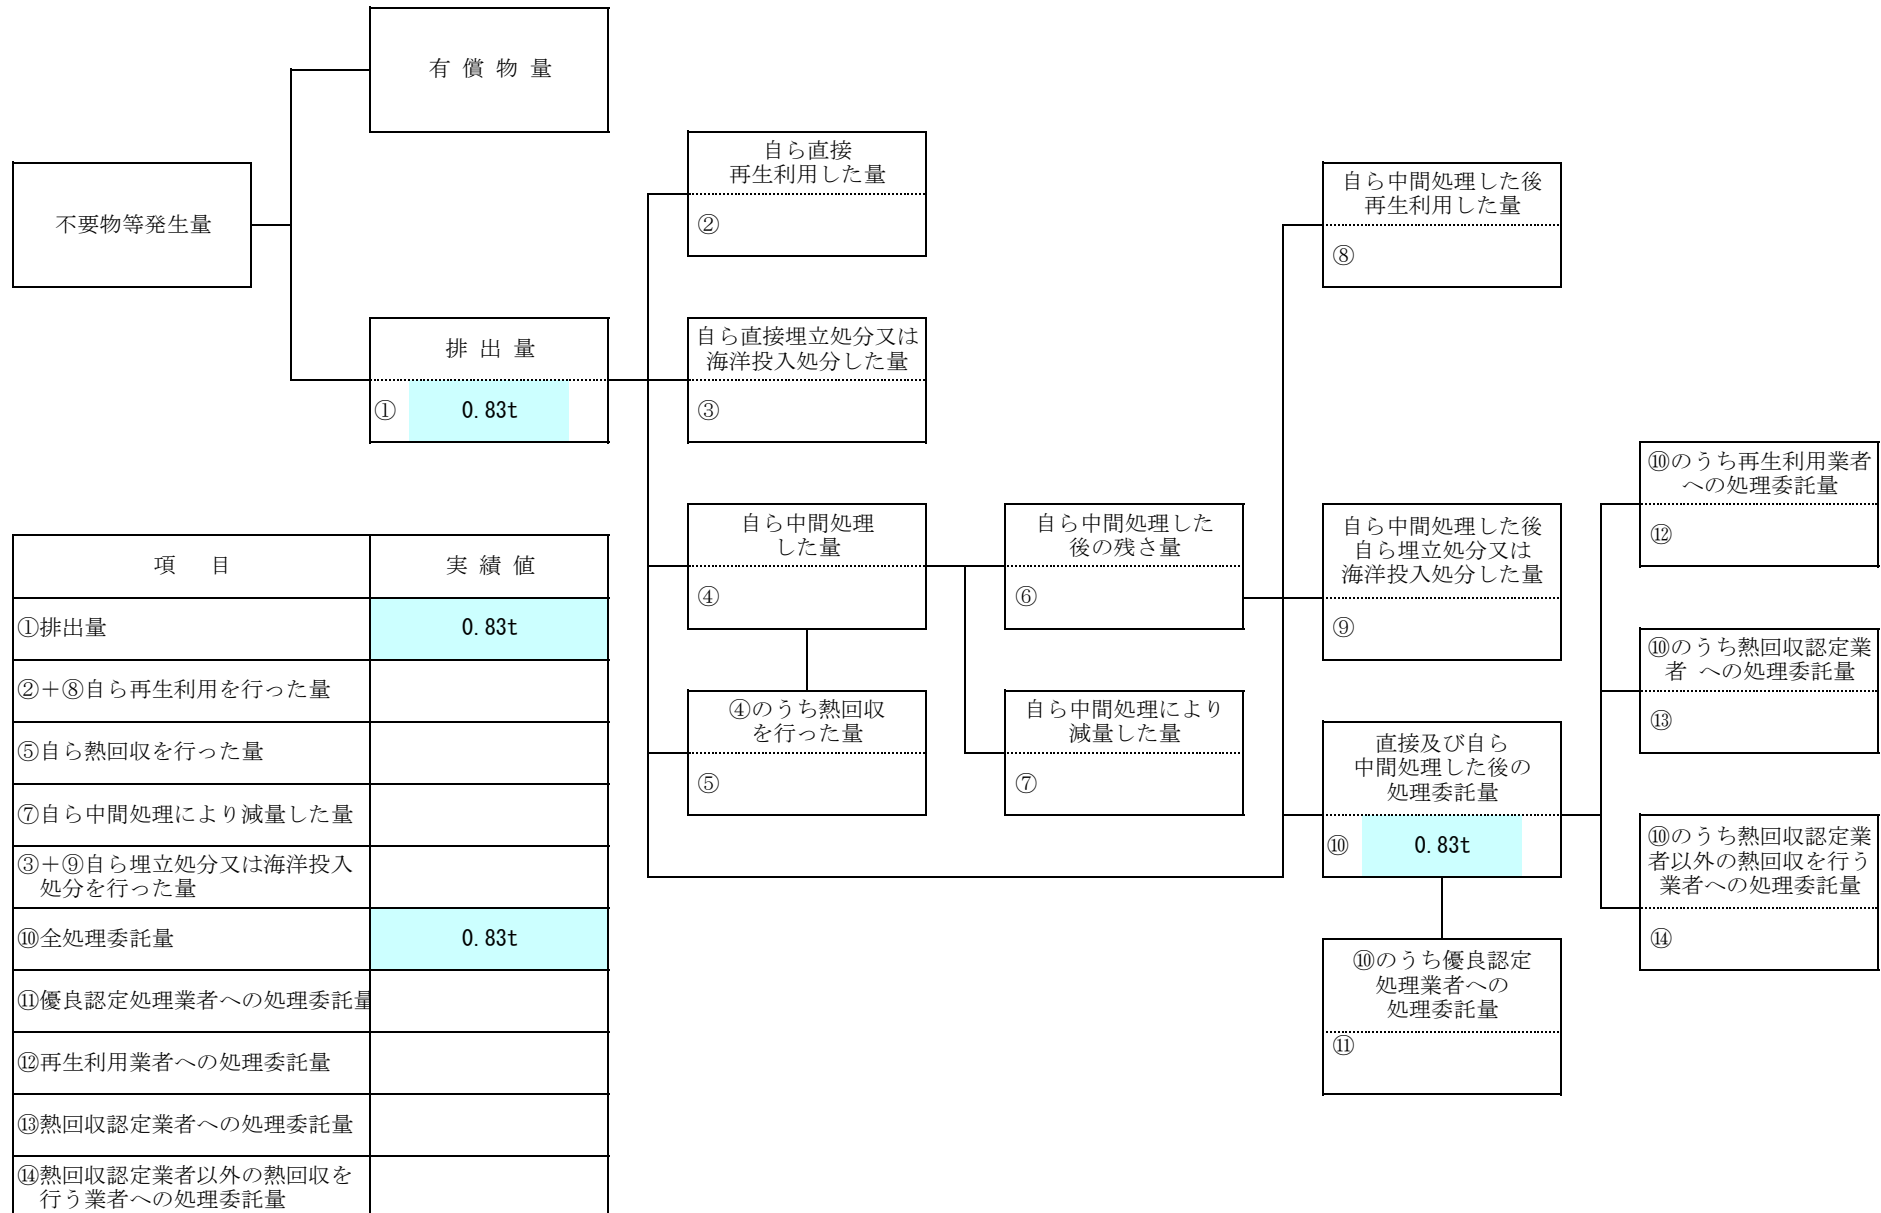 有 償 物 量
不要物等発生量
排 出 量
① 0.83t
自ら直接
再生利用した量
②
自ら直接埋立処分又は
海洋投入処分した量
③
自ら中間処理
した量
④
④のうち熱回収
を行った量
⑤
自ら中間処理した
後の残さ量
⑥
自ら中間処理により
減量した量
⑦
自ら中間処理した後
再生利用した量
⑧
自ら中間処理した後
自ら埋立処分又は
海洋投入処分した量
⑨
直接及び自ら
中間処理した後の
処理委託量
⑩ 0.83t
⑩のうち優良認定
処理業者への
処理委託量
⑪
⑩のうち再生利用業者
への処理委託量
⑫
⑩のうち熱回収認定業
者 への処理委託量
⑬
⑩のうち熱回収認定業
者以外の熱回収を行う
業者への処理委託量
⑭
項 目 実 績 値
①排出量 0.83t
②＋⑧自ら再生利用を行った量
⑤自ら熱回収を行った量
⑦自ら中間処理により減量した量
③＋⑨自ら埋立処分又は海洋投入
処分を行った量
⑩全処理委託量 0.83t
⑪優良認定処理業者への処理委託量
⑫再生利用業者への処理委託量
⑬熱回収認定業者への処理委託量
⑭熱回収認定業者以外の熱回収を
行う業者への処理委託量